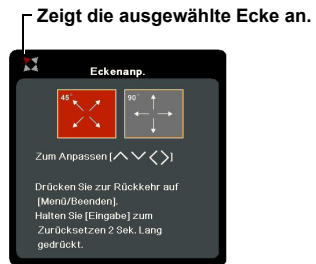 Zeigt die ausgewählte Ecke an.
Eckenanp.
45° 90°
Zum Anpassen [∧∨<>]
Drücken Sie zur Rückkehr auf
[Menü/Beenden].
Halten Sie [Eingabe] zum
Zurücksetzen 2 Sek. Lang
gedrückt.